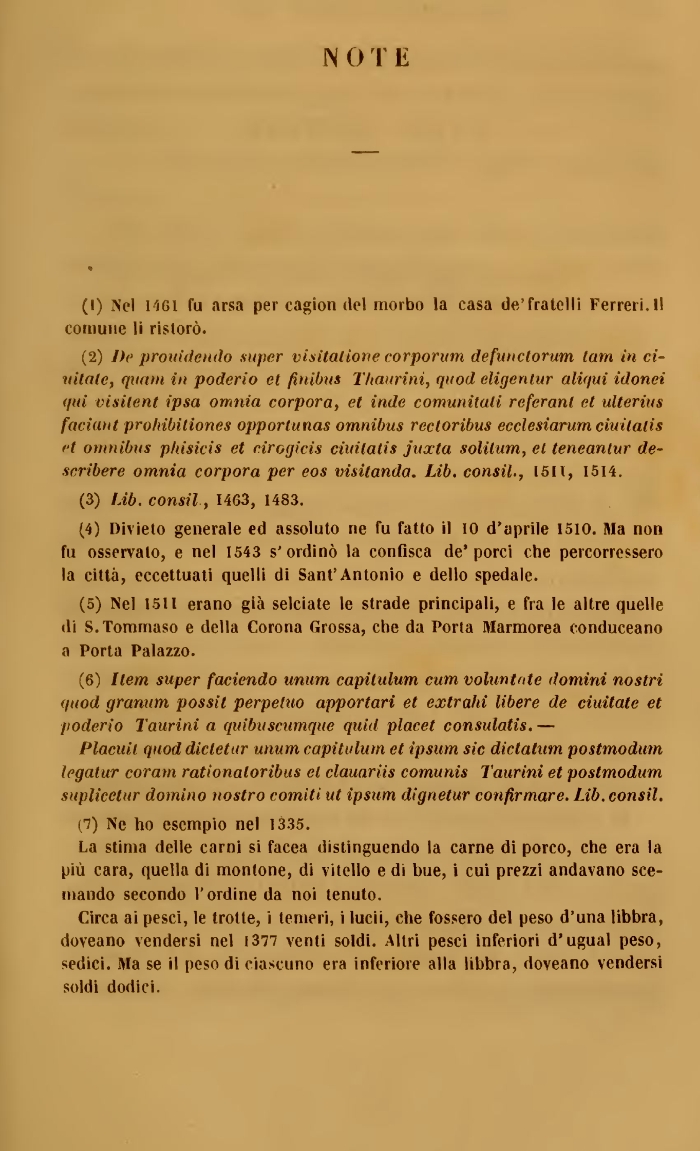 NOTE
(1) Nel 1461 fu arsa per cagion del morbo la casa de' fratelli Ferreri. Il
comune li ristorò.
(2) De prouidendo super visitatione corporum defunctorum tam in ci-
uitate, quam in poderio et finibus Thaurini, quod eligentur aliqui idonei
qui visitent ipsa omnia corpora, et inde comunitati referant et ulterius
faciant prohibitiones opportunas omnibus rectoribus ecclesiarum ciuitatis
et omnibus phisicis et cirogicis ciuitatis juxta solitum, et teneantur de-
scribere omnia corpora per eos visitanda. Lib. consil., 1511, 1514.
(3) Lib. consil., 1463, 1483.
(4) Divieto generale ed assoluto ne fu fatto il 10 d'aprile 1510. Ma non
fu osservato, e nel 1543 s'ordinò la confisca de' porci che percorressero
la città, eccettuati quelli di Sant'Antonio e dello spedale.
(5) Nel 1511 erano già selciate le strade principali, e fra le altre quelle
di S. Tommaso e della Corona Grossa, che da Porta Marmorea conduceano
a Porta Palazzo.
(6) Item super faciendo unum capitulum cum voluntate domini nostri
quod granum possit perpetuo apportari et extrahi libere de ciuitate et
poderio Taurini a quibuscumque quid placet consulatis. —
Placuit quod dictetur unum capitulum et ipsum sic dictatum postmodum
legatur coram rationatoribus et clauariis comunis Taurini et postmodum
suplicetur domino nostro comiti ut ipsum dignetur confirmare. Lib. consil.
(7) Ne ho esempio nel 1335.
La stima delle carni si facea distinguendo la carne di porco, che era la
più cara, quella di montone, di vitello e di bue, i cui prezzi andavano sce-
mando secondo l'ordine da noi tenuto.
Circa ai pesci, le trotte, i temeri, i lucii, che fossero del peso d'una libbra,
doveano vendersi nel 1377 venti soldi. Altri pesci inferiori d'ugual peso,
sedici. Ma se il peso di ciascuno era inferiore alla libbra, doveano vendersi
soldi dodici.